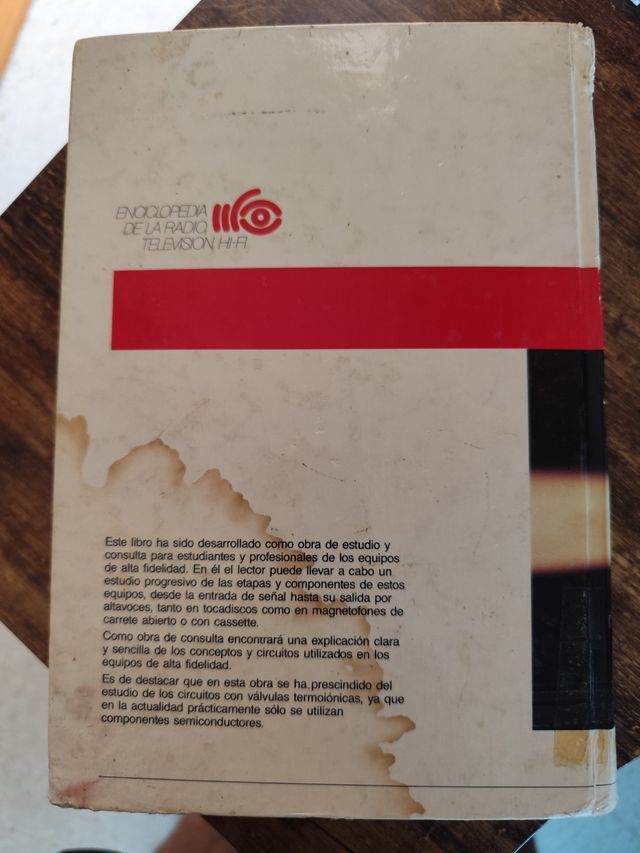 ENCICLOPEDIA
DE LA RADIO,
TELEVISION, HI-FI
Este libro ha sido desarrollado como obra de estudio y
consulta para estudiantes y profesionales de los equipos
de alta fidelidad. En él el lector puede llevar a cabo un
estudio progresivo de las etapas y componentes de estos
equipos, desde la entrada de señal hasta su salida por
altavoces, tanto en tocadiscos como en magnetofones de
carrete abierto o con cassette.
Como obra de consulta encontrará una explicación clara
y sencilla de los conceptos y circuitos utilizados en los
equipos de alta fidelidad.
Es de destacar que en esta obra se ha prescindido del
estudio de los circuitos con válvulas termoiónicas, ya que
en la actualidad prácticamente sólo se utilizan
componentes semiconductores.